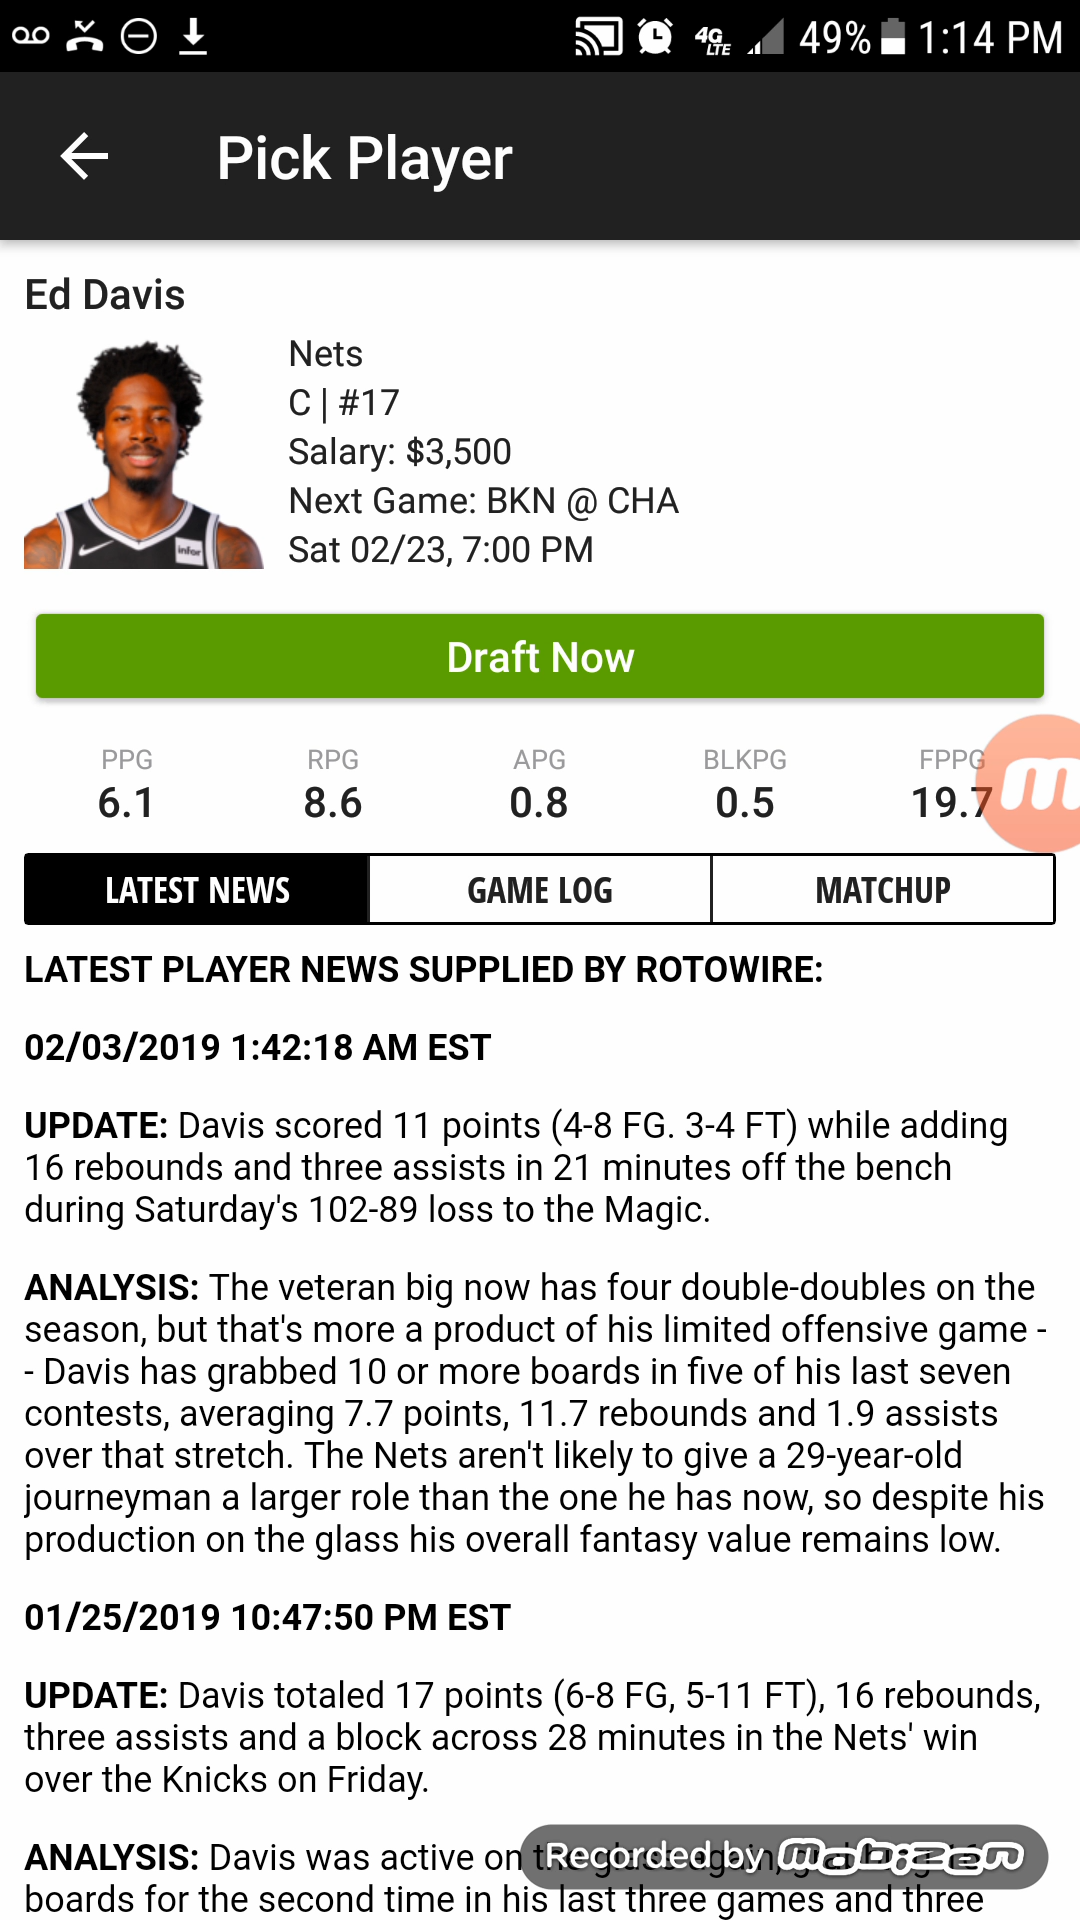 4G LTE 49% 1:14 PM
Pick Player
Ed Davis
Nets
C | #17
Salary: $3,500
Next Game: BKN @ CHA
Sat 02/23, 7:00 PM
infor
Draft Now
PPG RPG APG BLKPG FPPG
6.1 8.6 0.8 0.5 19.7
m
LATEST NEWS GAME LOG MATCHUP
LATEST PLAYER NEWS SUPPLIED BY ROTOWIRE:
02/03/2019 1:42:18 AM EST
UPDATE: Davis scored 11 points (4-8 FG. 3-4 FT) while adding
16 rebounds and three assists in 21 minutes off the bench
during Saturday's 102-89 loss to the Magic.
ANALYSIS: The veteran big now has four double-doubles on the
season, but that's more a product of his limited offensive game -
- Davis has grabbed 10 or more boards in five of his last seven
contests, averaging 7.7 points, 11.7 rebounds and 1.9 assists
over that stretch. The Nets aren't likely to give a 29-year-old
journeyman a larger role than the one he has now, so despite his
production on the glass his overall fantasy value remains low.
01/25/2019 10:47:50 PM EST
UPDATE: Davis totaled 17 points (6-8 FG, 5-11 FT), 16 rebounds,
three assists and a block across 28 minutes in the Nets' win
over the Knicks on Friday.
ANALYSIS: Davis was active on the glass again, grabbing 16
Recorded by mobizen
boards for the second time in his last three games and three